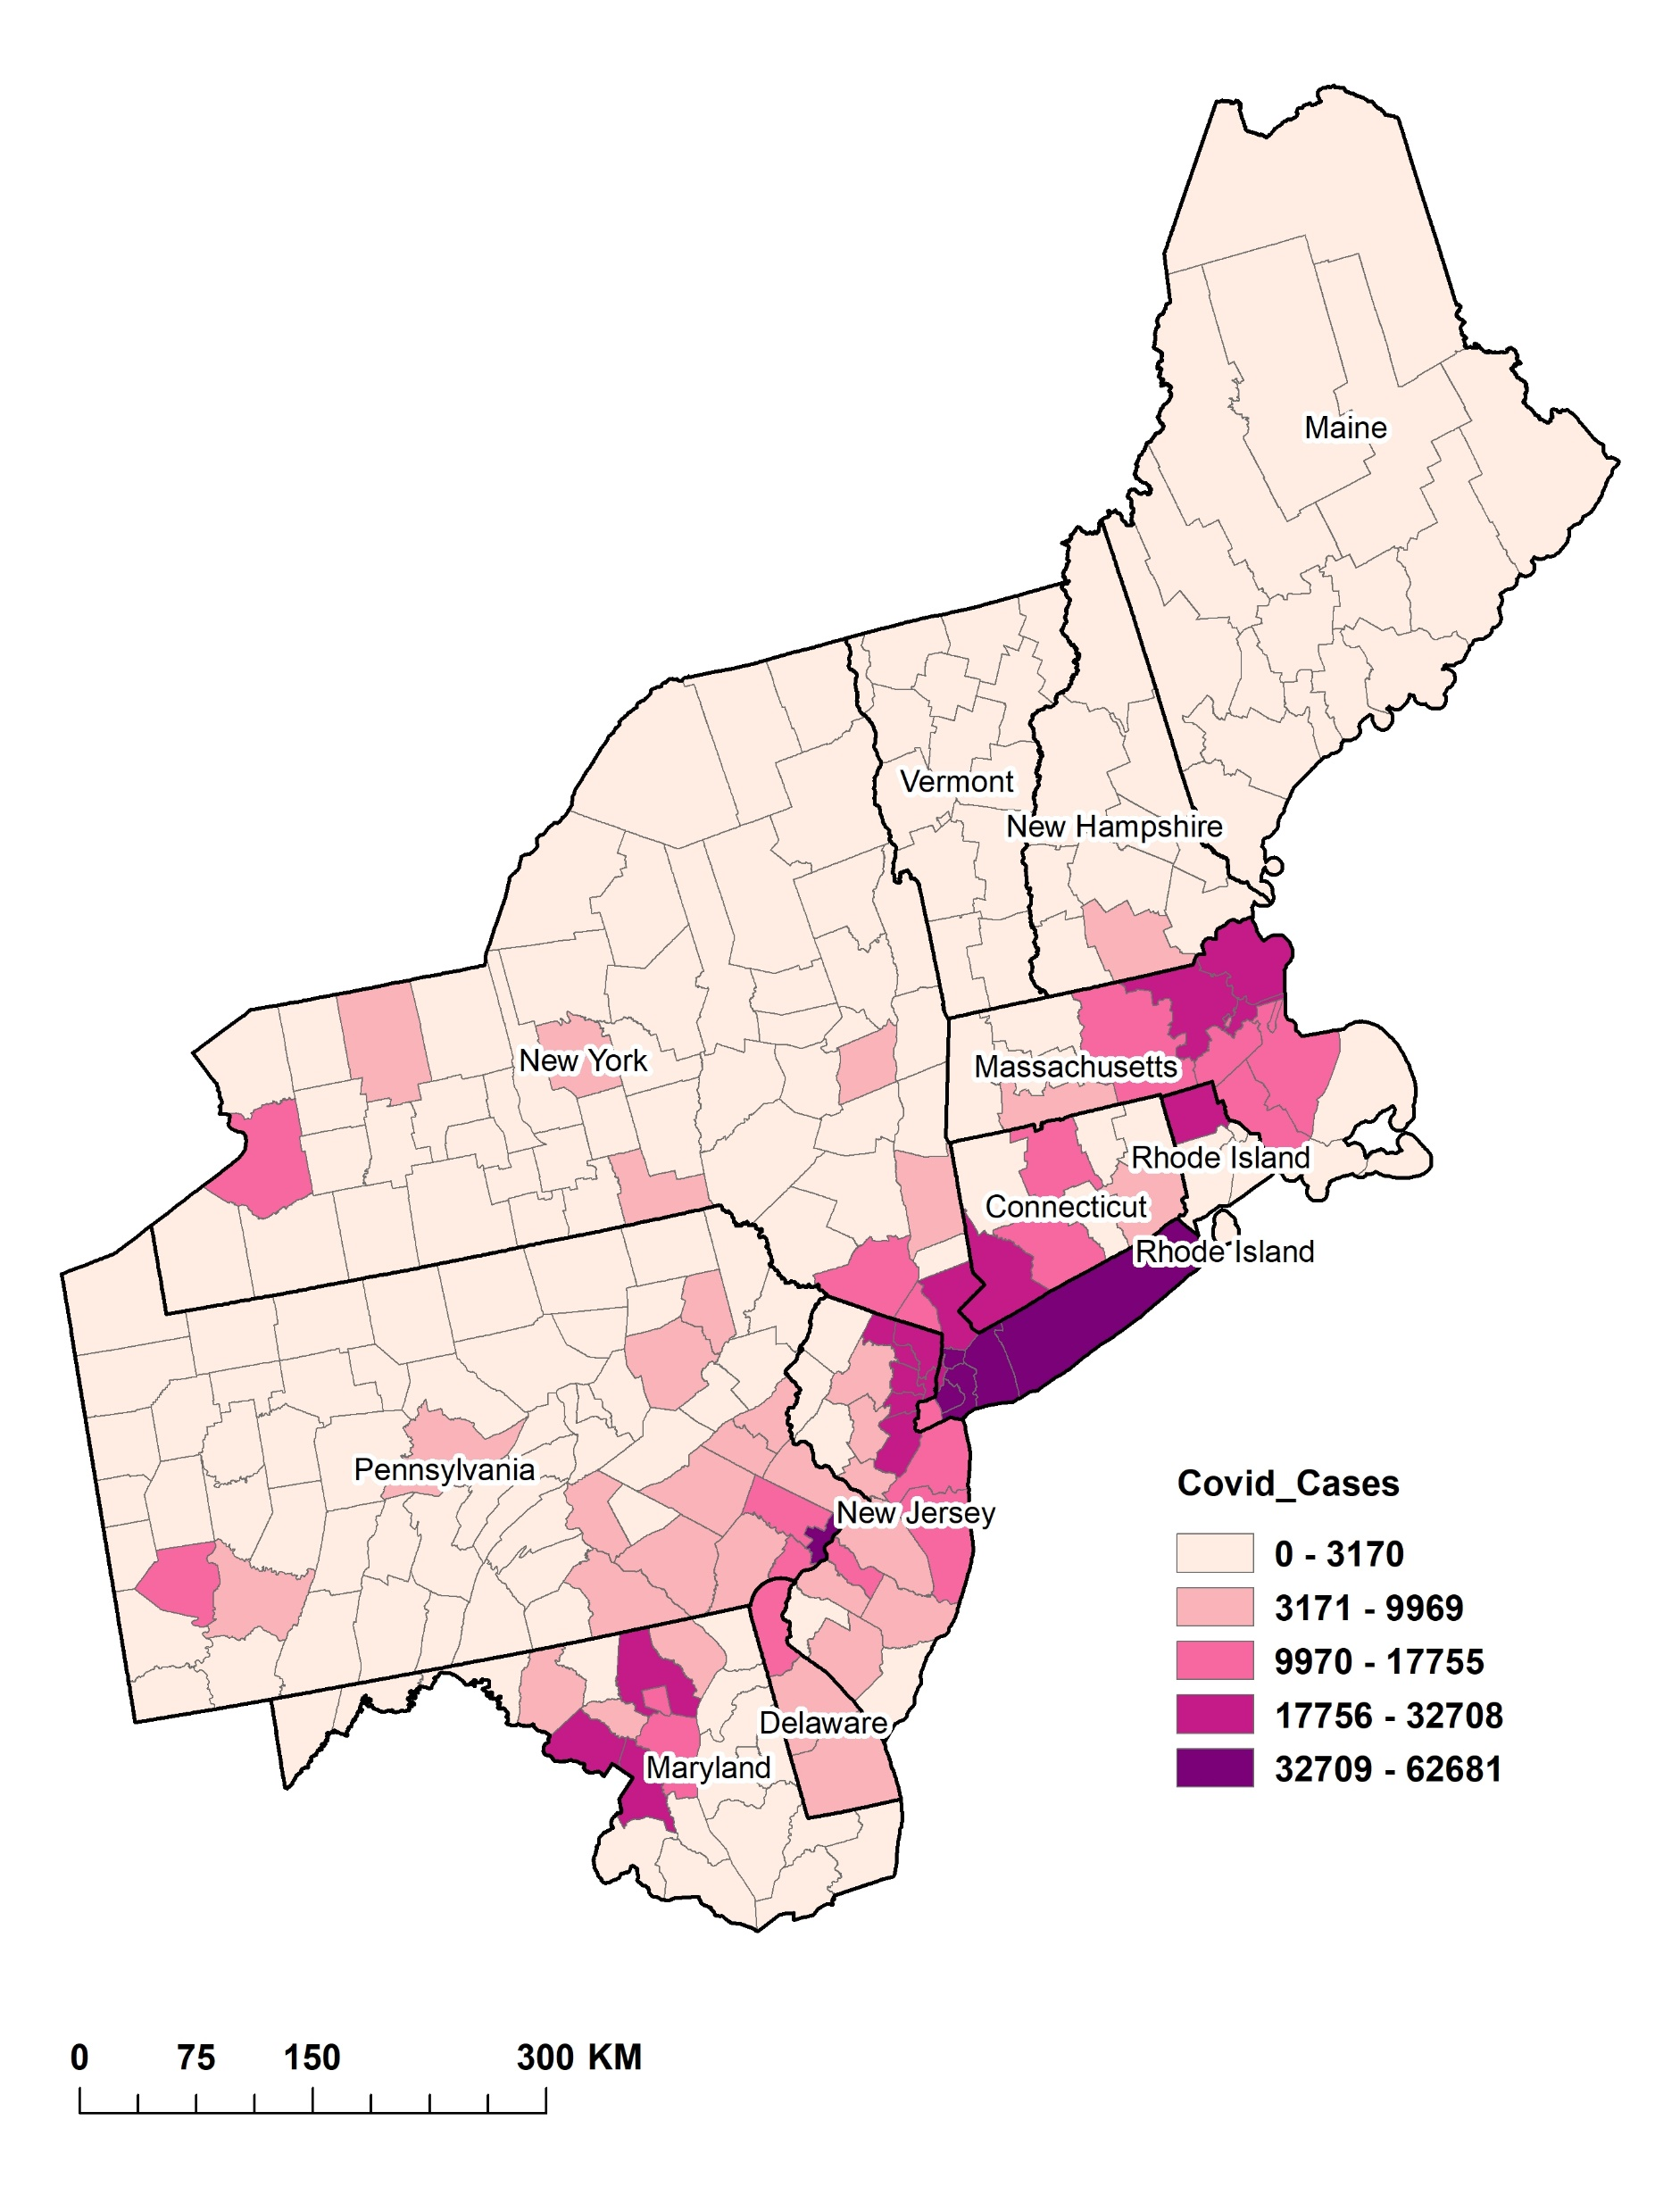 Maine
Vermont
New Hampshire
New York
Massachusetts
Rhode Island
Connecticut
Rhode Island
Pennsylvania
New Jersey
Delaware
Maryland
Covid_Cases
0 - 3170
3171 - 9969
9970 - 17755
17756 - 32708
32709 - 62681
0 75 150 300 KM